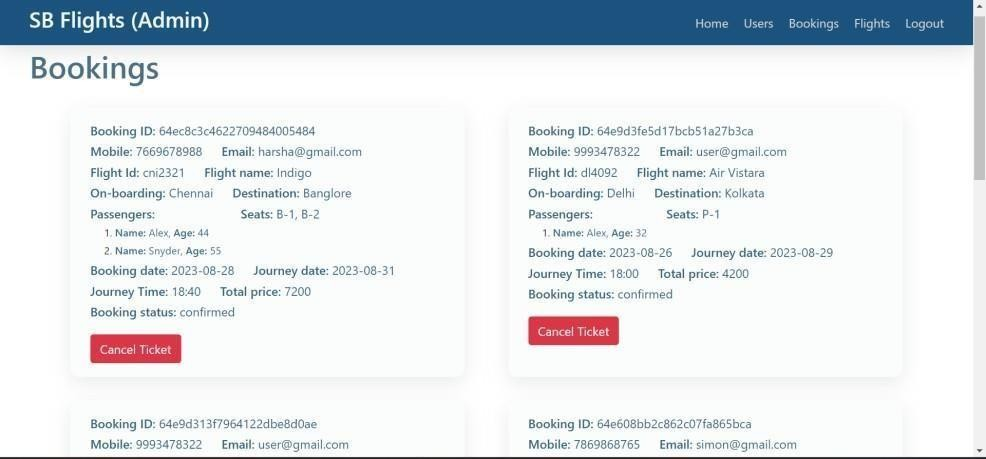 SB Flights (Admin)
Home Users Bookings Flights Logout
Bookings
Booking ID: 64ec8c3c4622709484005484
Mobile: 7669678988 Email: harsha@gmail.com
Flight Id: cni2321 Flight name: Indigo
On-boarding: Chennai Destination: Banglore
Passengers: Seats: B-1, B-2
1. Name: Alex, Age: 44
2. Name: Snyder, Age: 55
Booking date: 2023-08-28 Journey date: 2023-08-31
Journey Time: 18:40 Total price: 7200
Booking status: confirmed
Cancel Ticket
Booking ID: 64e9d3fe5d17bcb51a27b3ca
Mobile: 9993478322 Email: user@gmail.com
Flight Id: dl4092 Flight name: Air Vistara
On-boarding: Delhi Destination: Kolkata
Passengers: Seats: P-1
1. Name: Alex, Age: 32
Booking date: 2023-08-26 Journey date: 2023-08-29
Journey Time: 18:00 Total price: 4200
Booking status: confirmed
Cancel Ticket
Booking ID: 64e9d313f7964122dbe8d0ae
Mobile: 9993478322 Email: user@gmail.com
Booking ID: 64e608bb2c862c07fa865bca
Mobile: 7869868765 Email: simon@gmail.com